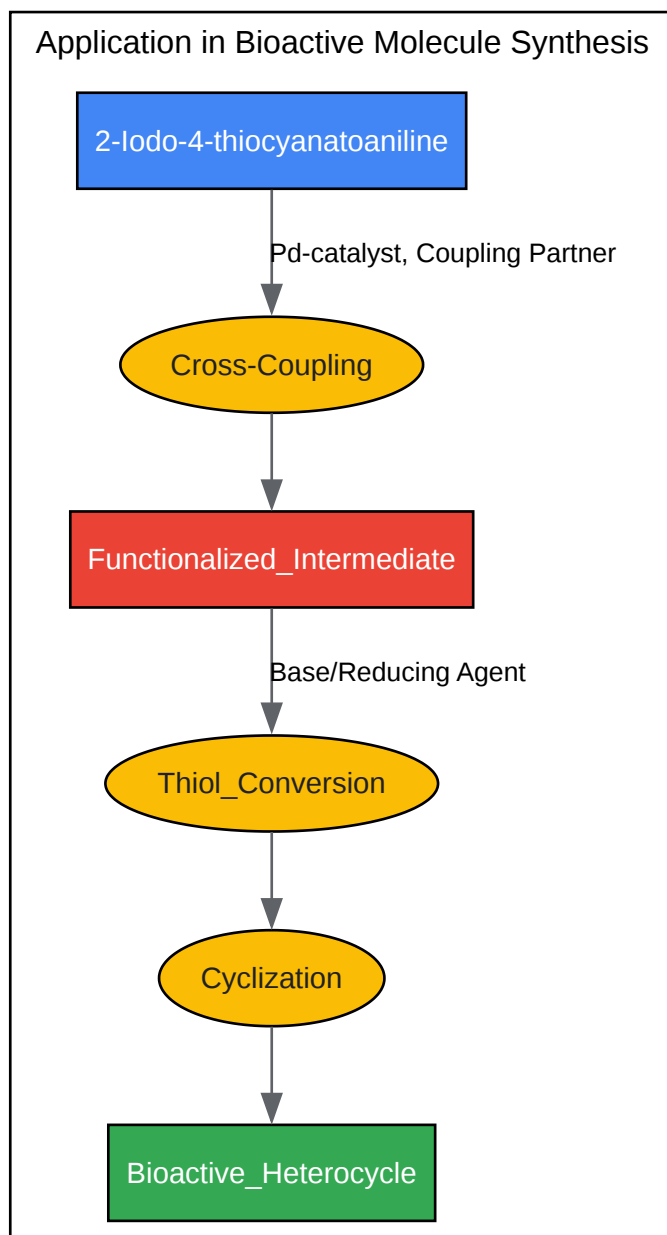 Application in Bioactive Molecule Synthesis
2-Iodo-4-thiocyanatoaniline
Pd-catalyst, Coupling Partner
Cross-Coupling
Functionalized_Intermediate
Base/Reducing Agent
Thiol_Conversion
Cyclization
Bioactive_Heterocycle